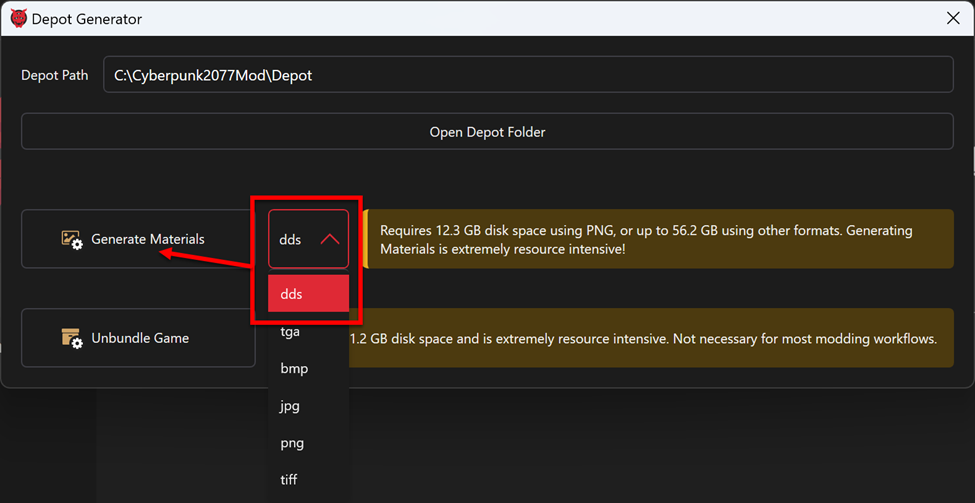 Depot Generator
Depot Path
C:\Cyberpunk2077Mod\Depot
Open Depot Folder
Generate Materials
dds
Requires 12.3 GB disk space using PNG, or up to 56.2 GB using other formats. Generating
Materials is extremely resource intensive!
dds
tga
bmp
jpg
png
tiff
Unbundle Game
1.2 GB disk space and is extremely resource intensive. Not necessary for most modding workflows.